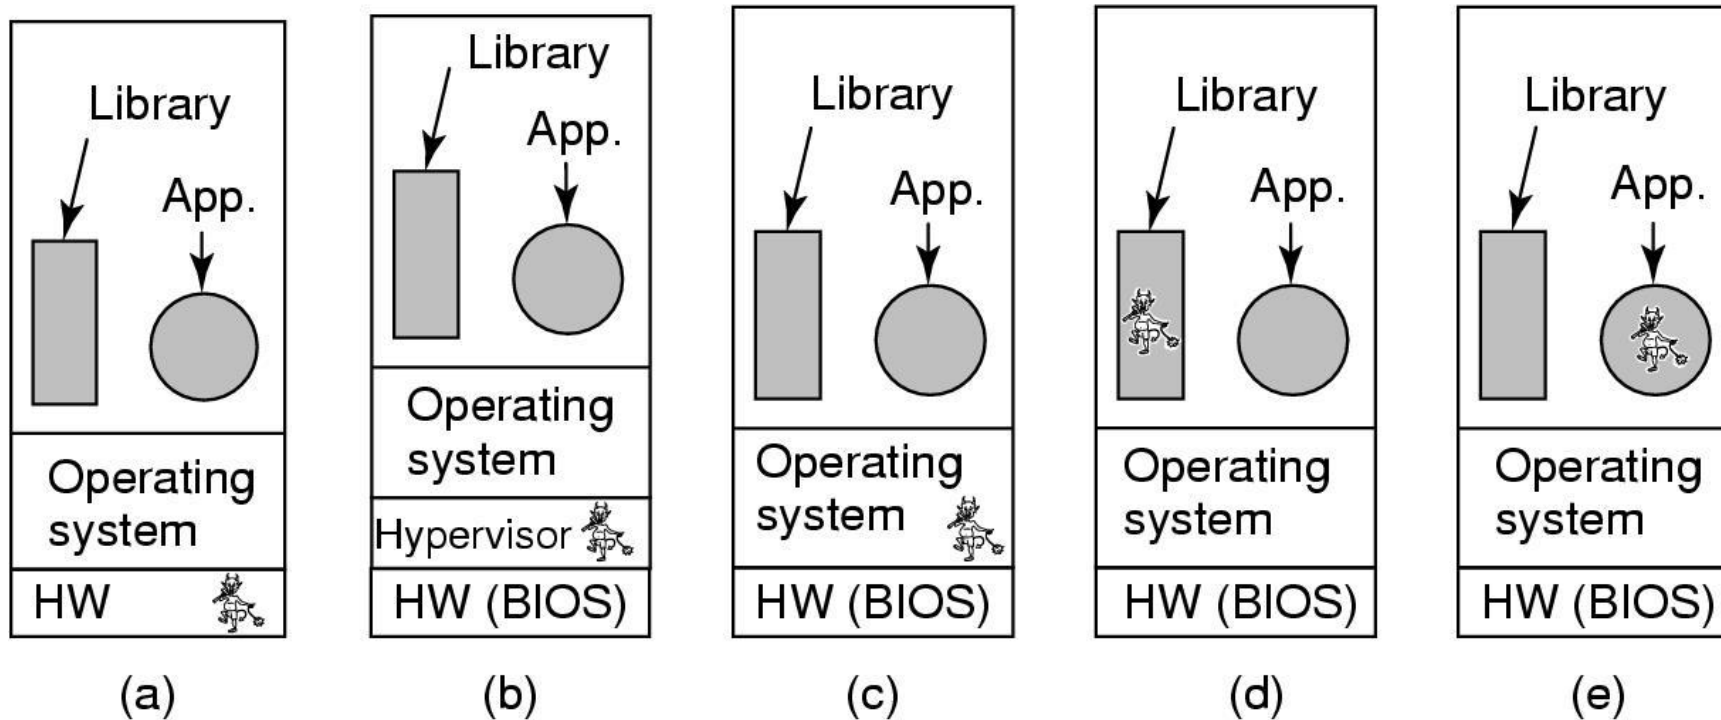 Library
App.
Operating
system
HW
(a)
Library
App.
Operating
system
Hypervisor
HW (BIOS)
(b)
Library
App.
Operating
system
HW (BIOS)
(c)
Library
App.
Operating
system
HW (BIOS)
(d)
Library
App.
Operating
system
HW (BIOS)
(e)